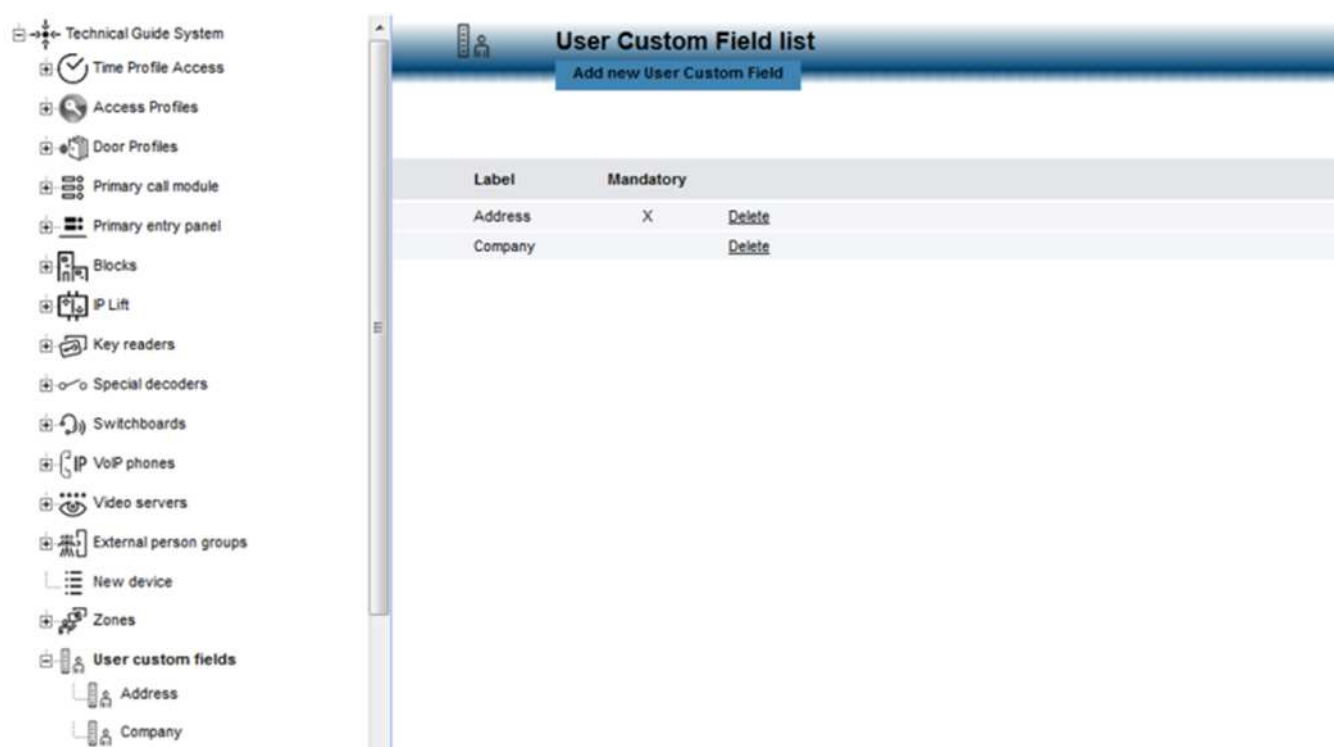 Technical Guide System
Time Profile Access
Access Profiles
Door Profiles
Primary call module
Primary entry panel
Blocks
IP Lift
Key readers
Special decoders
Switchboards
IP VoIP phones
Video servers
External person groups
New device
Zones
User custom fields
Address
Company
User Custom Field list
Add new User Custom Field
Label Mandatory
Address X Delete
Company Delete